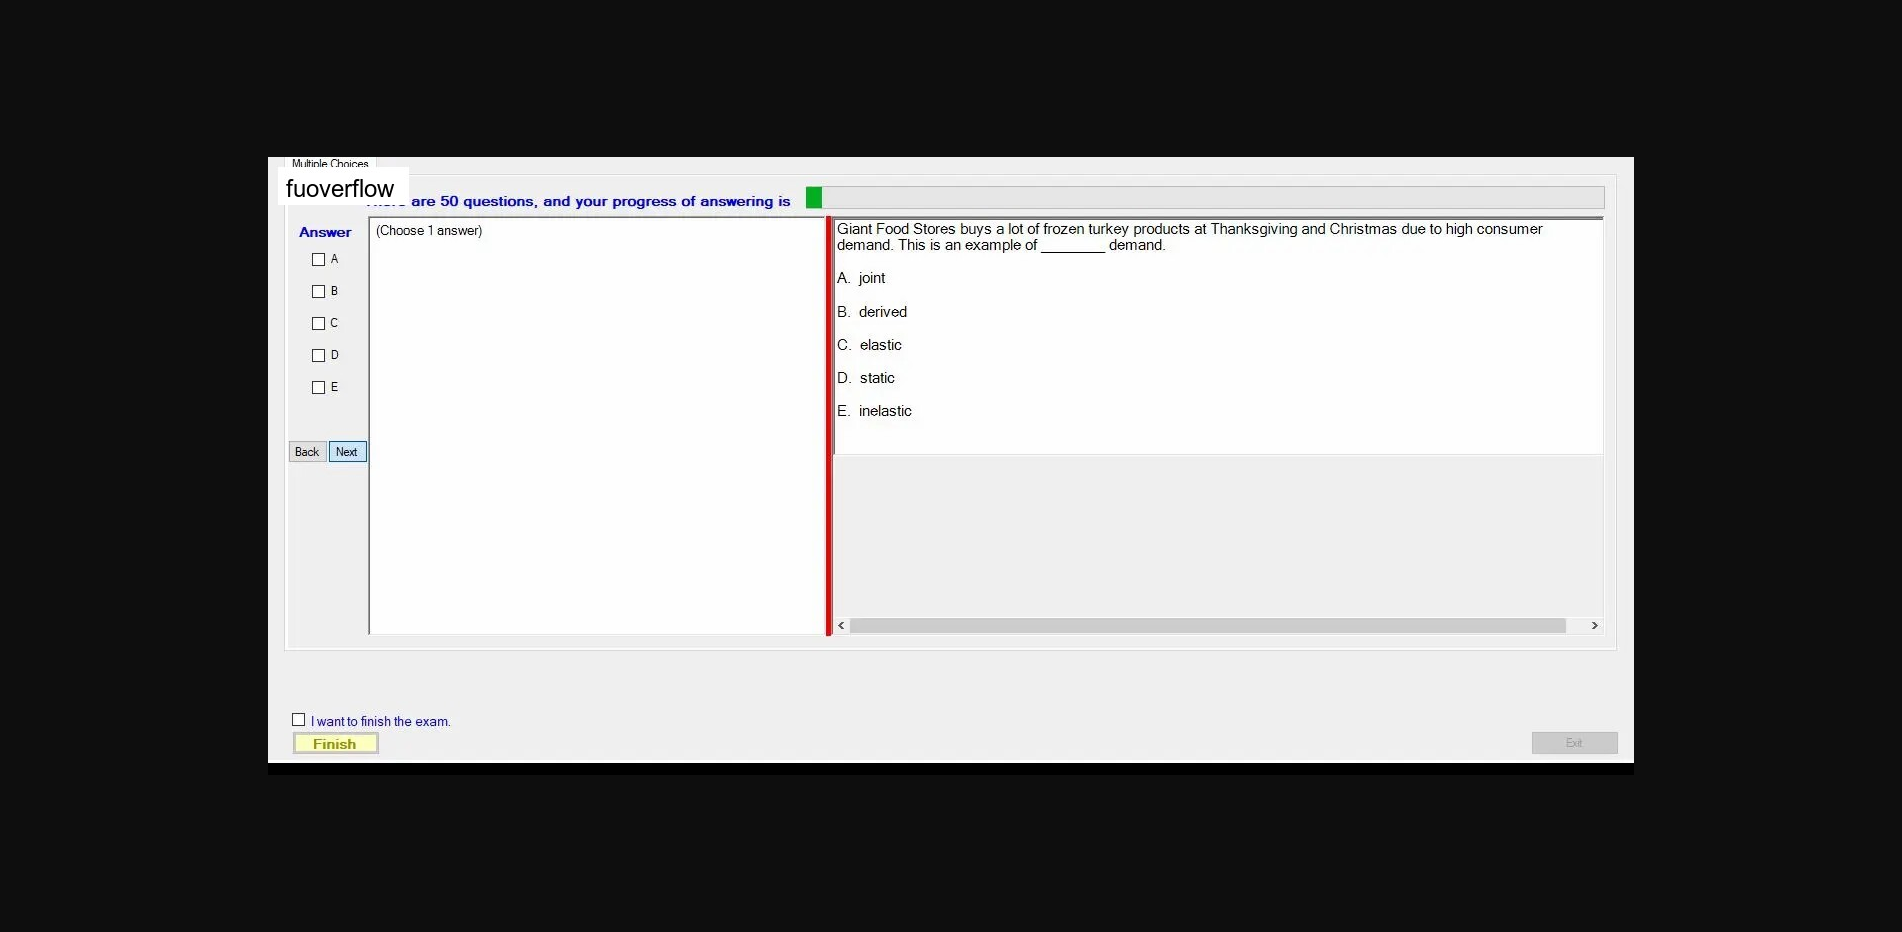 Multiple Choices
fuoverflow
are 50 questions, and your progress of answering is
Answer
(Choose 1 answer)
A
B
C
D
E
Back Next
Giant Food Stores buys a lot of frozen turkey products at Thanksgiving and Christmas due to high consumer
demand. This is an example of ________ demand.
A. joint
B. derived
C. elastic
D. static
E. inelastic
I want to finish the exam.
Finish
Exit